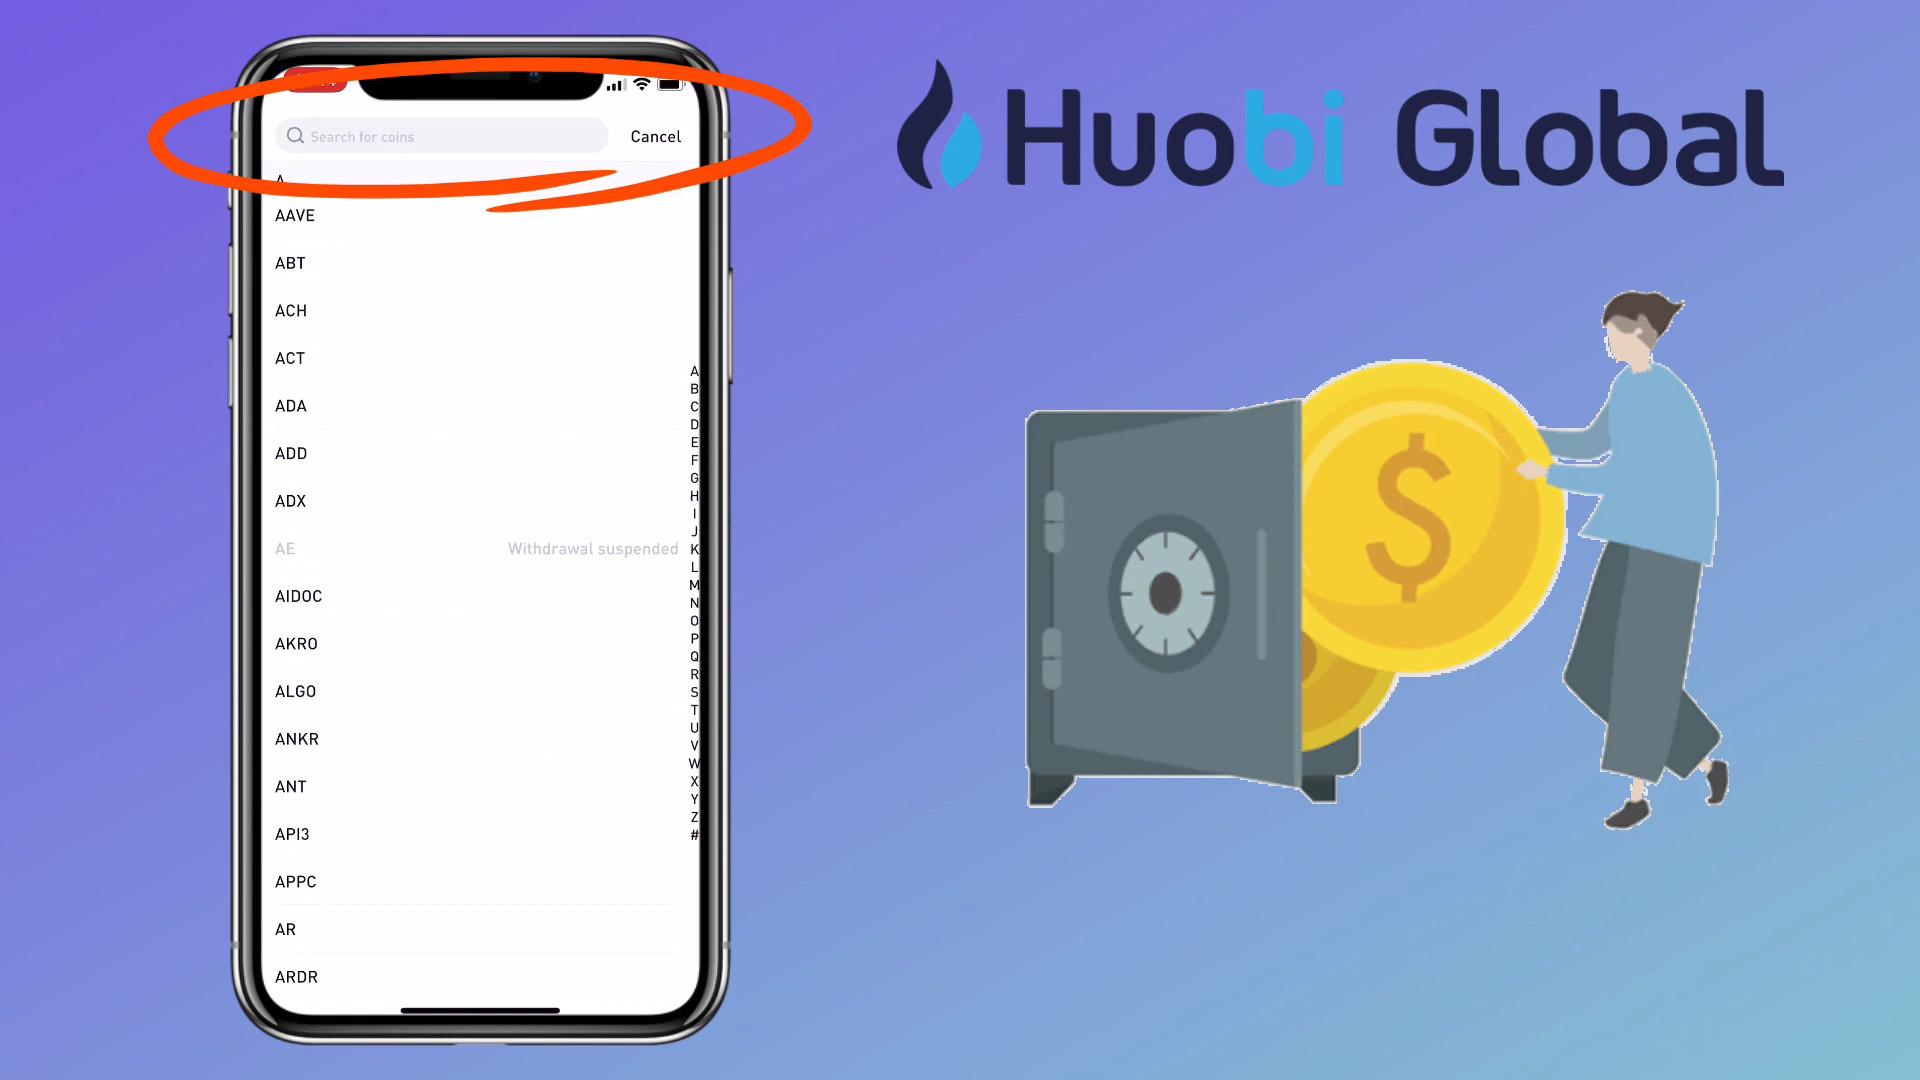 Search for coins
Cancel
A
AAVE
ABT
ACH
ACT
ADA
ADD
ADX
AE
Withdrawal suspended
AIDOC
AKRO
ALGO
ANKR
ANT
API3
APPC
AR
ARDR
A
B
C
D
E
F
G
H
I
J
K
L
M
N
O
P
Q
R
S
T
U
V
W
X
Y
Z
#
Huobi Global
$